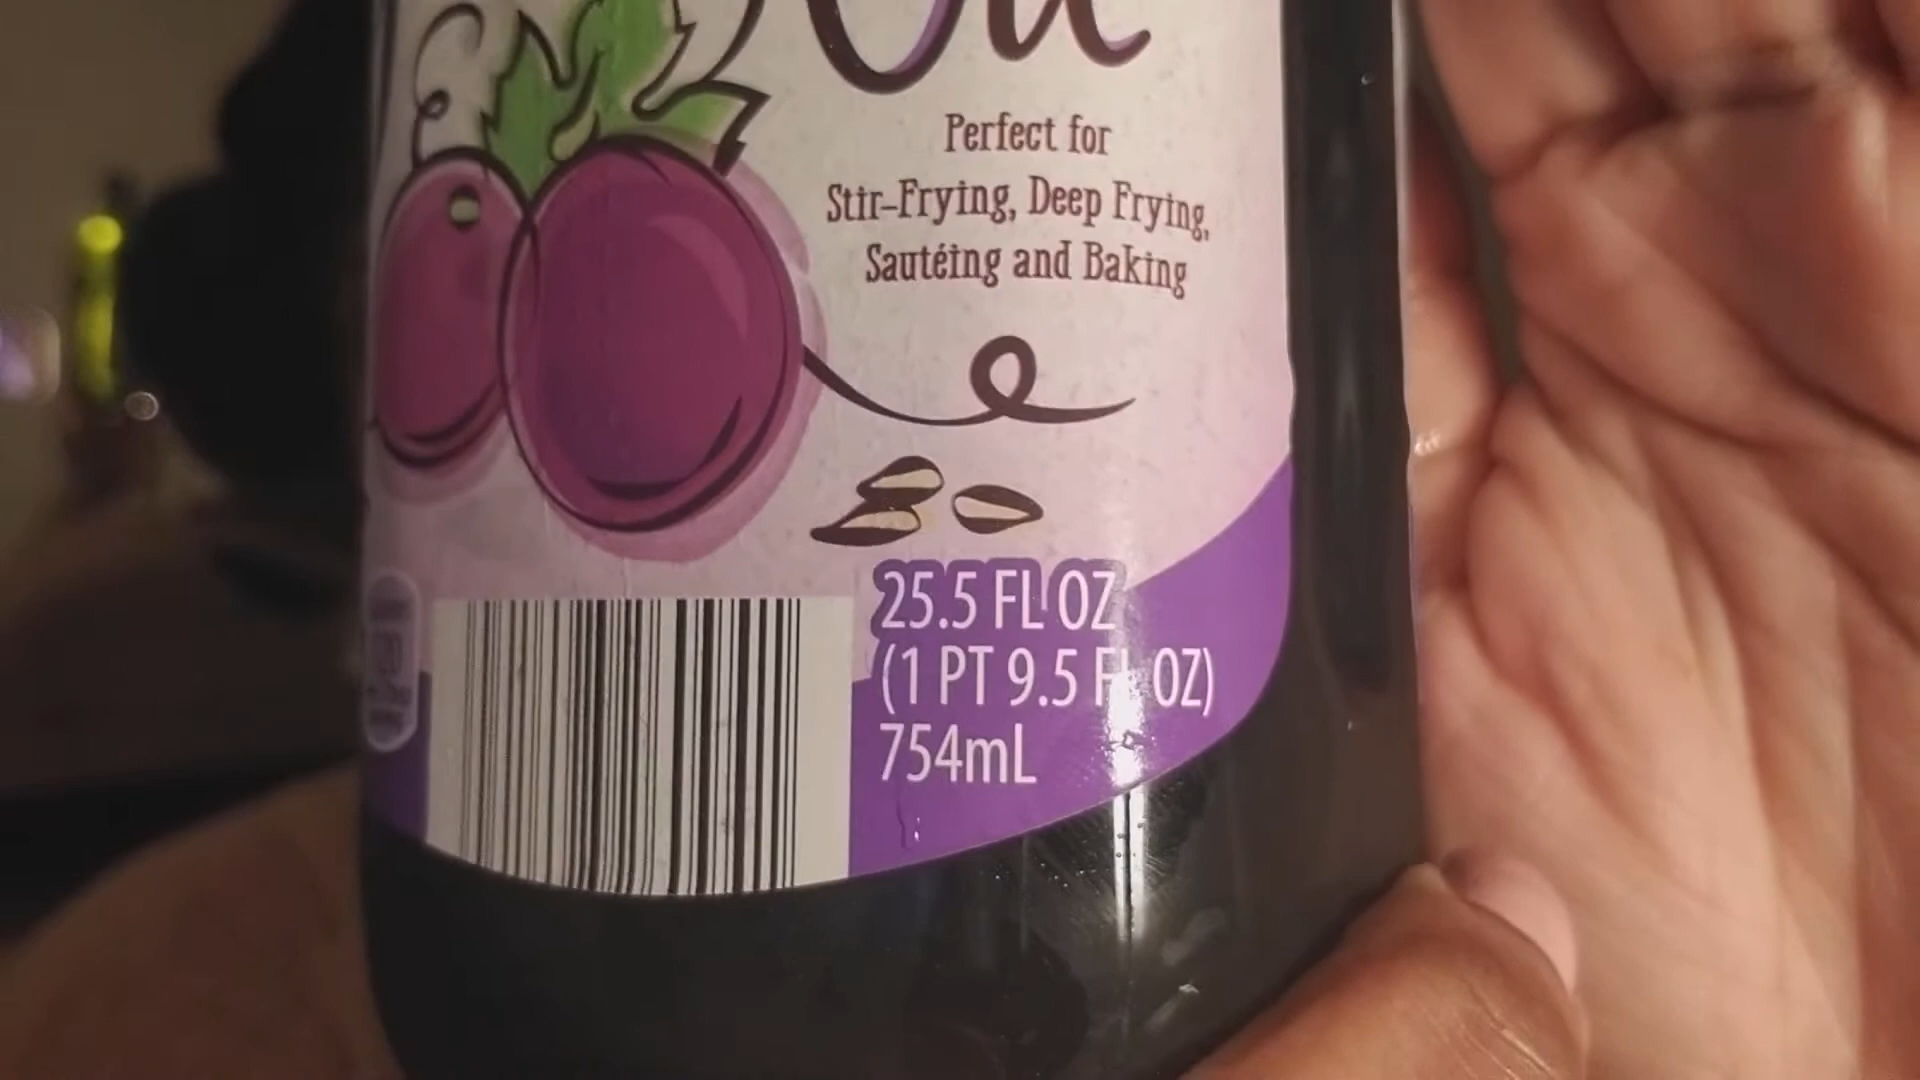 Oil
Perfect for
Stir-Frying, Deep Frying,
Sautéing and Baking
25.5 FL OZ
(1 PT 9.5 FL OZ)
754mL